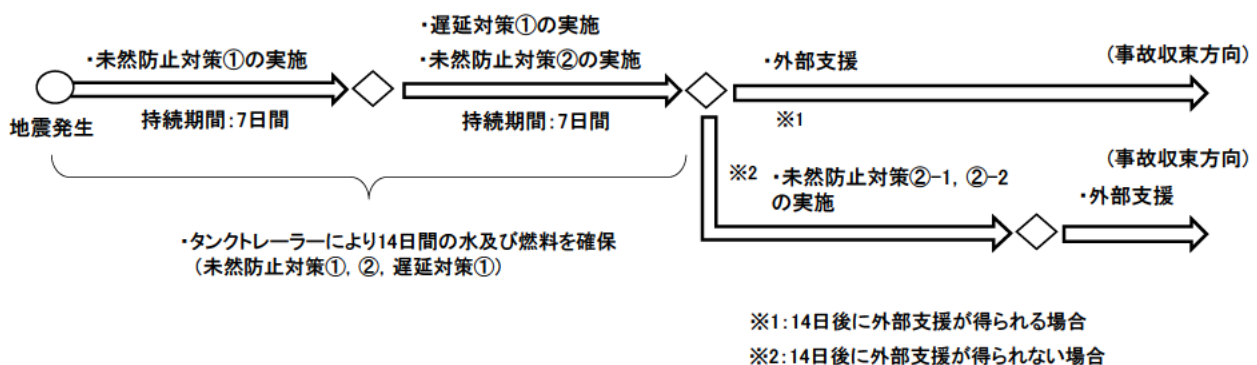 ・遅延対策①の実施
・未然防止対策①の実施
・未然防止対策②の実施
・外部支援
(事故収束方向)
地震発生
持続期間:7日間
持続期間:7日間
※1
※2
・未然防止対策②-1, ②-2
の実施
(事故収束方向)
・外部支援
・タンクトレーラーにより14日間の水及び燃料を確保
(未然防止対策①, ②, 遅延対策①)
※1:14日後に外部支援が得られる場合
※2:14日後に外部支援が得られない場合